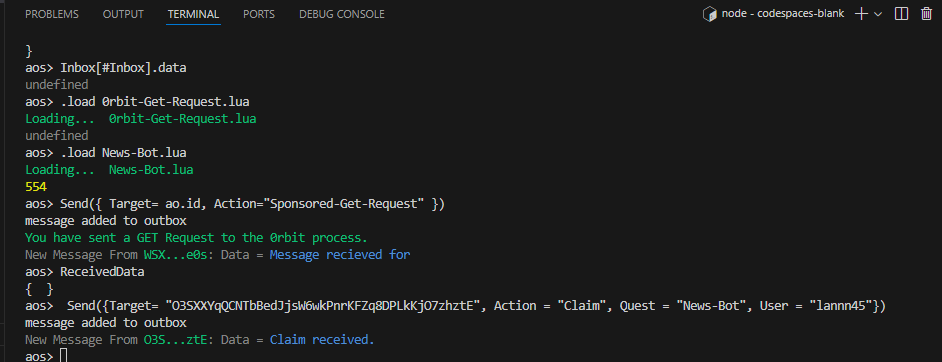 PROBLEMS OUTPUT TERMINAL PORTS DEBUG CONSOLE node - codespaces-blank
}
aos> Inbox[#Inbox].data
undefined
aos> .load 0rbit-Get-Request.lua
Loading... 0rbit-Get-Request.lua
undefined
aos> .load News-Bot.lua
Loading... News-Bot.lua
554
aos> Send({ Target= ao.id, Action="Sponsored-Get-Request" })
message added to outbox
You have sent a GET Request to the 0rbit process.
New Message From WSX...e0s: Data = Message recieved for
aos> ReceivedData
{ }
aos> Send({Target= "O3SXXYqQCNTbBedJjsW6wkPnrKFZq8DPLkKjO7zhztE", Action = "Claim", Quest = "News-Bot", User = "lannn45"})
message added to outbox
New Message From O3S...ztE: Data = Claim received.
aos>